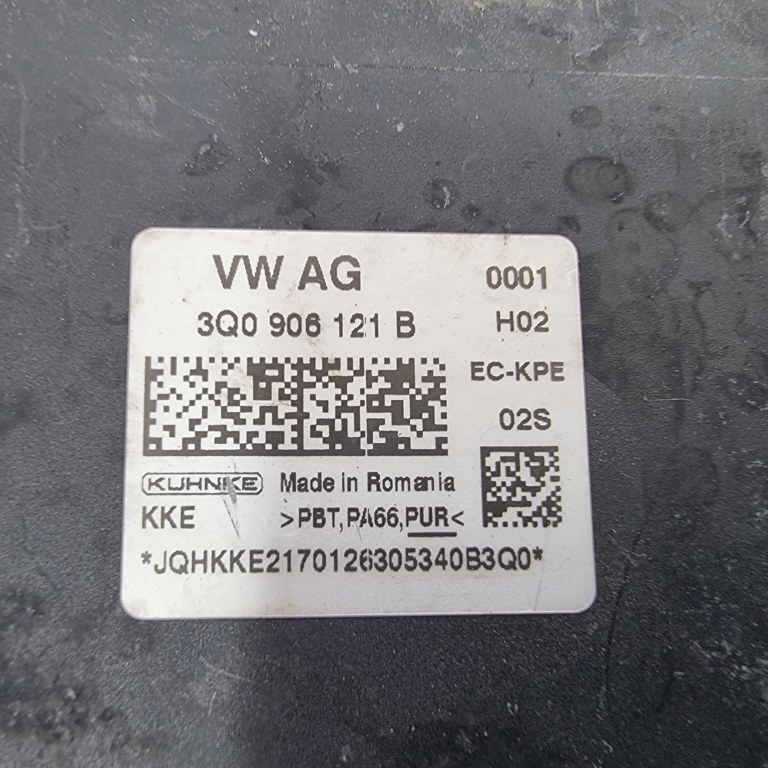 VW AG 0001
3Q0 906 121 B H02
EC-KPE
02S
KUHNKE Made in Romania
KKE >PBT,PA66,PUR<
*JQHKKE2170126305340B3Q0*